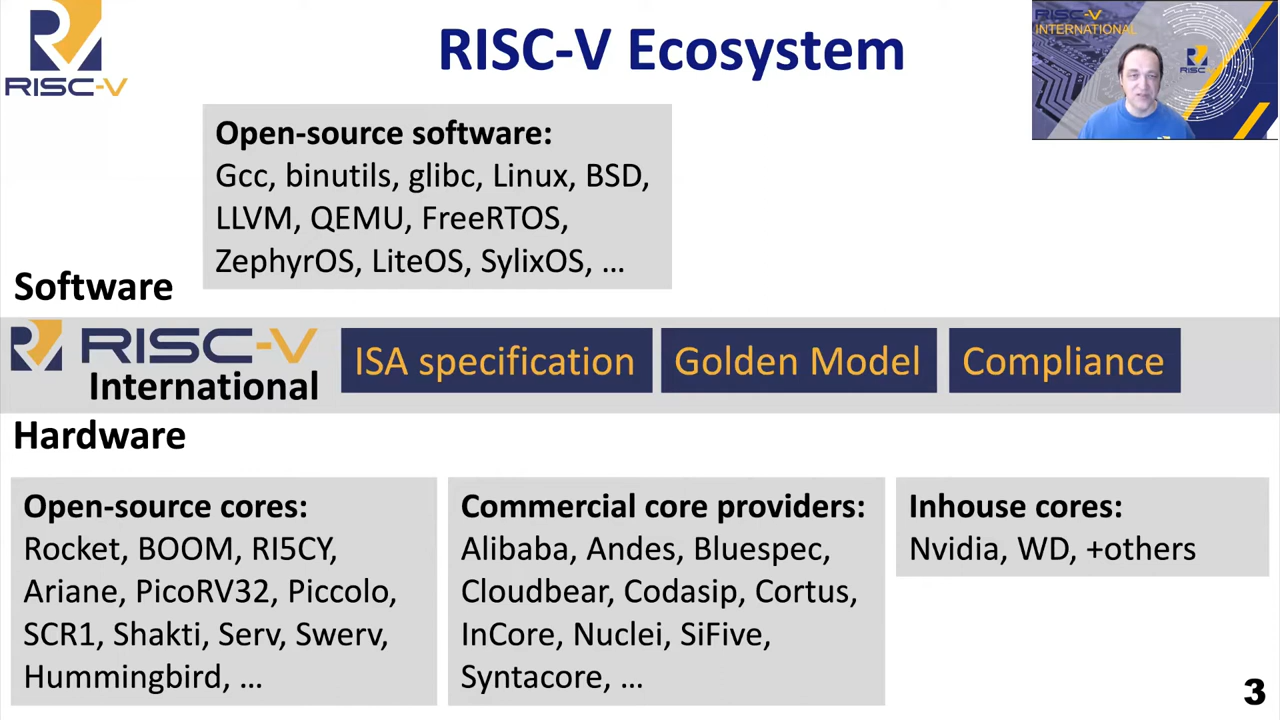 RISC-V
RISC-V Ecosystem
RISC-V
INTERNATIONAL
RISC
Open-source software:
Gcc, binutils, glibc, Linux, BSD,
LLVM, QEMU, FreeRTOS,
ZephyrOS, LiteOS, SylixOS, ...
Software
RISC-V
International
ISA specification
Golden Model
Compliance
Hardware
Open-source cores:
Rocket, BOOM, RI5CY,
Ariane, PicoRV32, Piccolo,
SCR1, Shakti, Serv, Swerv,
Hummingbird, ...
Commercial core providers:
Alibaba, Andes, Bluespec,
Cloudbear, Codasip, Cortus,
InCore, Nuclei, SiFive,
Syntacore, ...
Inhouse cores:
Nvidia, WD, +others
3